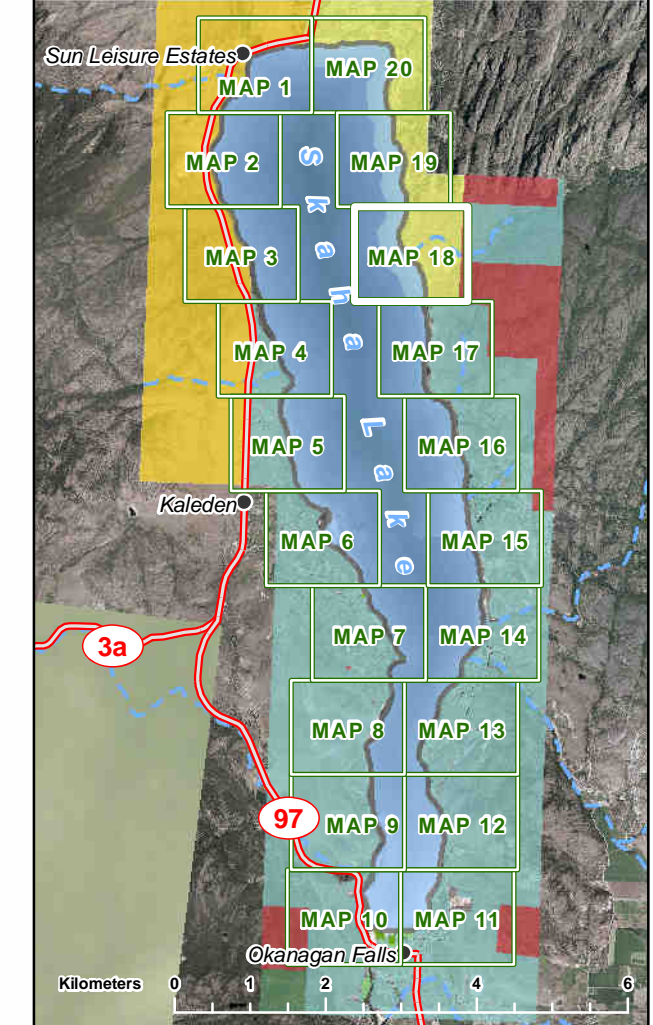 Sun Leisure Estates
MAP 1
MAP 20
MAP 2
MAP 19
MAP 3
MAP 18
MAP 4
MAP 17
MAP 5
MAP 16
Kaleden
MAP 6
MAP 15
MAP 7
MAP 14
MAP 8
MAP 13
MAP 9
MAP 12
MAP 10
MAP 11
Skaha Lake
3a
97
Okanagan Falls
Kilometers 0 1 2 4 6